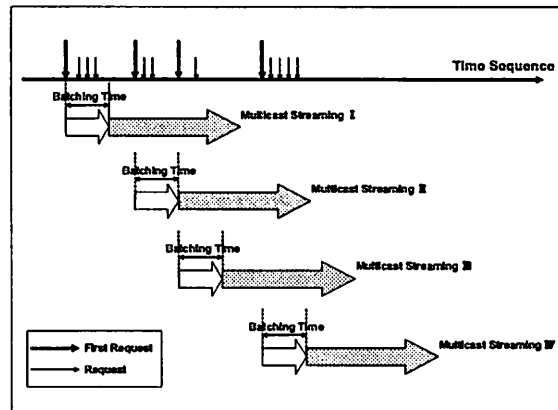 Time Sequence
Batching Time
Multicast Streaming I
Batching Time
Multicast Streaming II
Batching Time
Multicast Streaming III
Batching Time
Multicast Streaming IV
First Request
Request